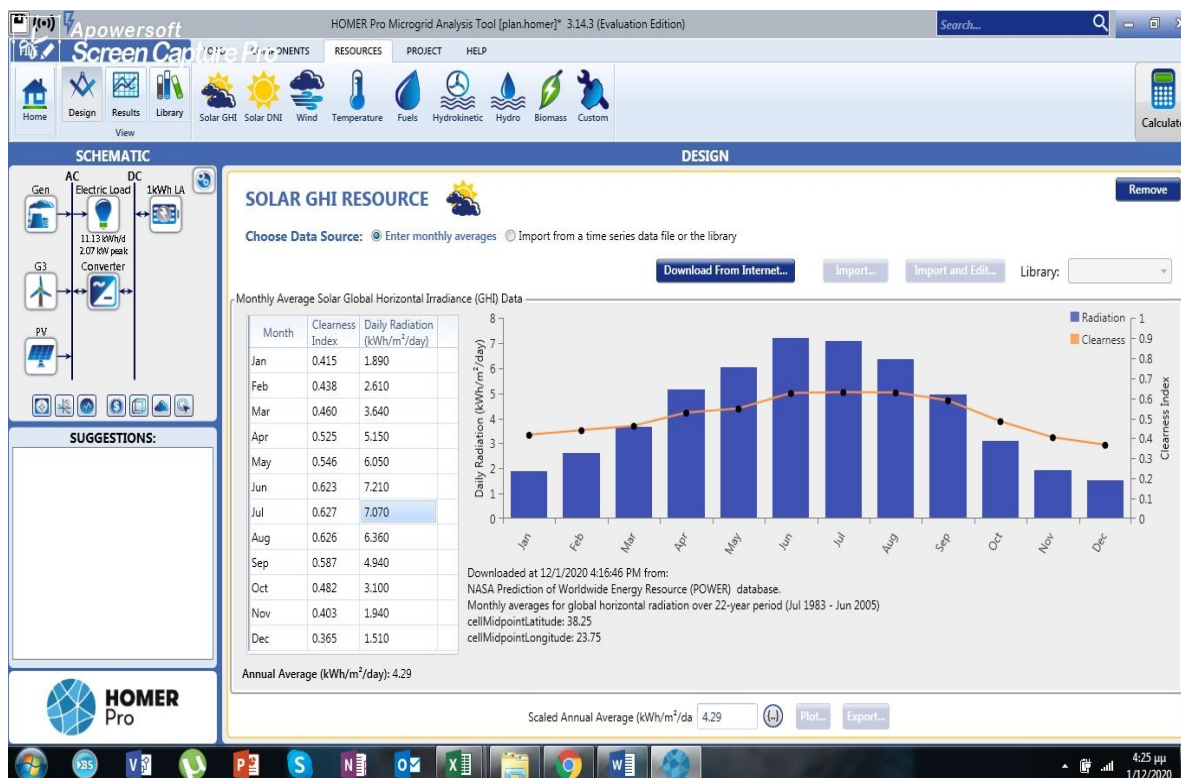 HOMER Pro Microgrid Analysis Tool [plan.homer]* 3.14.3 (Evaluation Edition)
Search...
Apowersoft
Screen Capture Pro
FILE
RESOURCES
PROJECT
HELP
Home
Design
Results
Library
View
Solar GHI
Solar DNI
Wind
Temperature
Fuels
Hydrokinetic
Hydro
Biomass
Custom
Calculate
SCHEMATIC
DESIGN
AC
DC
Gen
Electric Load
1kWh LA
11.13 kWh/d
2.07 kW peak
G3
Converter
PV
SUGGESTIONS:
HOMER
Pro
SOLAR GHI RESOURCE
Remove
Choose Data Source: Enter monthly averages Import from a time series data file or the library
Download From Internet... Import... Import and Edit... Library:
Monthly Average Solar Global Horizontal Irradiance (GHI) Data
Month Clearness Index Daily Radiation (kWh/m²/day)
Jan 0.415 1.890
Feb 0.438 2.610
Mar 0.460 3.640
Apr 0.525 5.150
May 0.546 6.050
Jun 0.623 7.210
Jul 0.627 7.070
Aug 0.626 6.360
Sep 0.587 4.940
Oct 0.482 3.100
Nov 0.403 1.940
Dec 0.365 1.510
Annual Average (kWh/m²/day): 4.29
Daily Radiation (kWh/m²/day)
8
7
6
5
4
3
2
1
0
Radiation
Clearness
1
0.9
0.8
0.7
0.6
0.5
0.4
0.3
0.2
0.1
0
Clearness Index
Jan Feb Mar Apr May Jun Jul Aug Sep Oct Nov Dec
Downloaded at 12/1/2020 4:16:46 PM from:
NASA Prediction of Worldwide Energy Resource (POWER) database.
Monthly averages for global horizontal radiation over 22-year period (Jul 1983 - Jun 2005)
cellMidpointLatitude: 38.25
cellMidpointLongitude: 23.75
Scaled Annual Average (kWh/m²/da 4.29 {..} Plot... Export...
4:25 μμ
1/12/2020